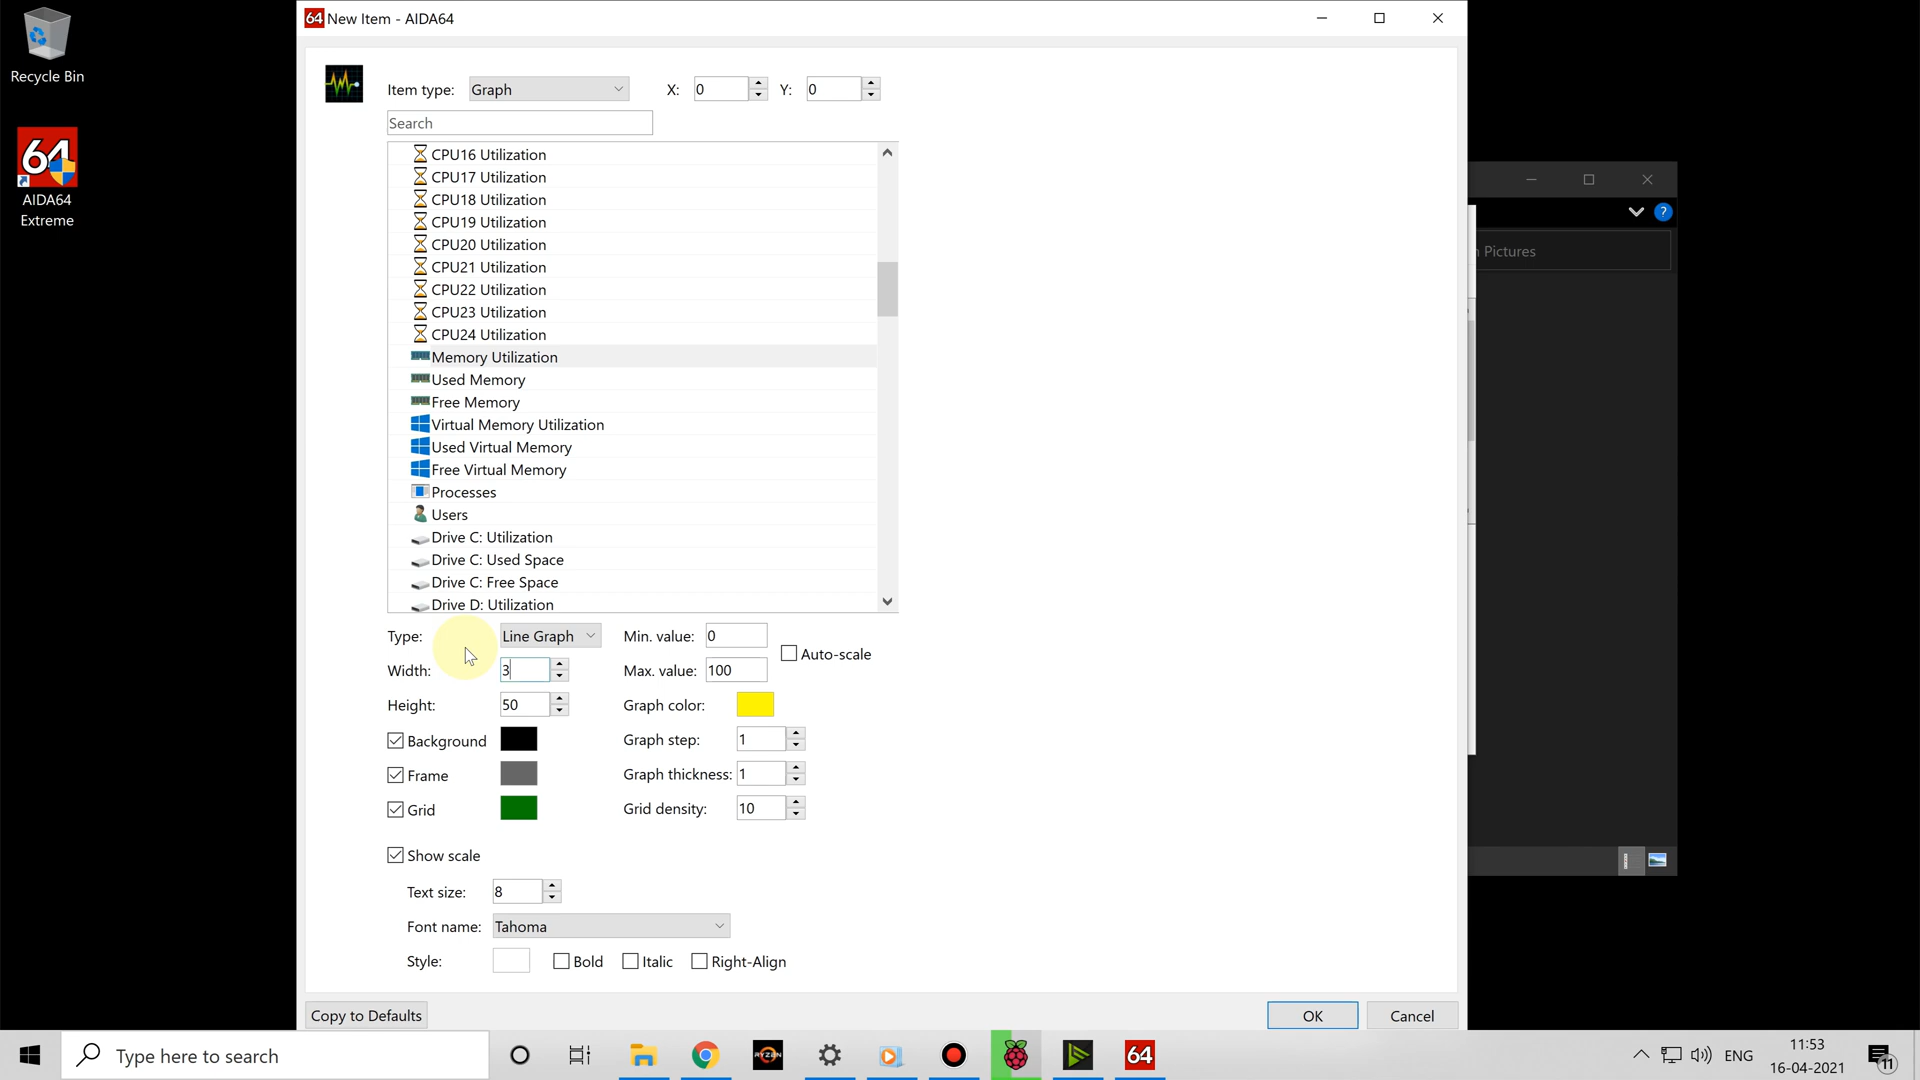 Recycle Bin
64
AIDA64
Extreme
64 New Item - AIDA64
Item type: Graph X: 0 Y: 0
Search
CPU16 Utilization
CPU17 Utilization
CPU18 Utilization
CPU19 Utilization
CPU20 Utilization
CPU21 Utilization
CPU22 Utilization
CPU23 Utilization
CPU24 Utilization
Memory Utilization
Used Memory
Free Memory
Virtual Memory Utilization
Used Virtual Memory
Free Virtual Memory
Processes
Users
Drive C: Utilization
Drive C: Used Space
Drive C: Free Space
Drive D: Utilization
Type: Line Graph Min. value: 0
Auto-scale
Width: 3 Max. value: 100
Height: 50 Graph color:
Background Graph step: 1
Frame Graph thickness: 1
Grid Grid density: 10
Show scale
Text size: 8
Font name: Tahoma
Style: Bold Italic Right-Align
Copy to Defaults OK Cancel
?
Pictures
Type here to search
RYZEN
64
ENG
11:53
16-04-2021
11